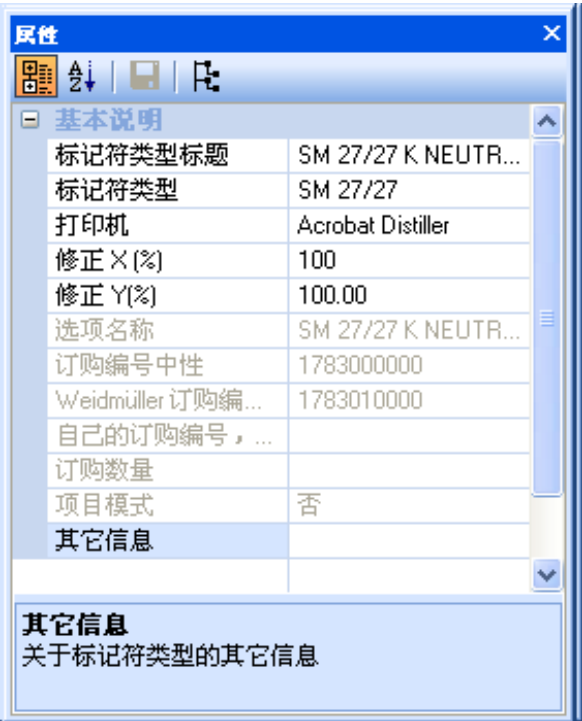 属性
基本说明
标记符类型标题 SM 27/27 K NEUTR...
标记符类型 SM 27/27
打印机 Acrobat Distiller
修正 X (%) 100
修正 Y(%) 100.00
选项名称 SM 27/27 K NEUTR...
订购编号中性 1783000000
Weidmüller 订购编... 1783010000
自己的订购编号，...
订购数量
项目模式 否
其它信息
其它信息
关于标记符类型的其它信息